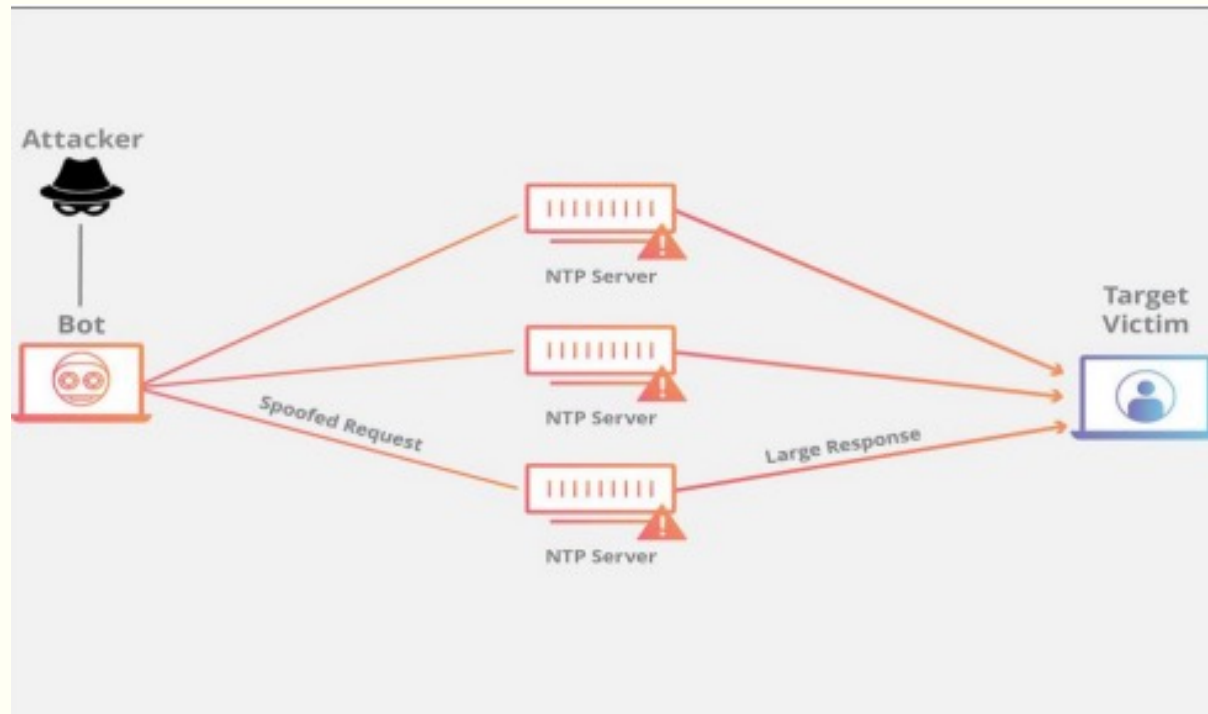 Attacker
Bot
Spoofed Request
NTP Server
NTP Server
NTP Server
Large Response
Target
Victim